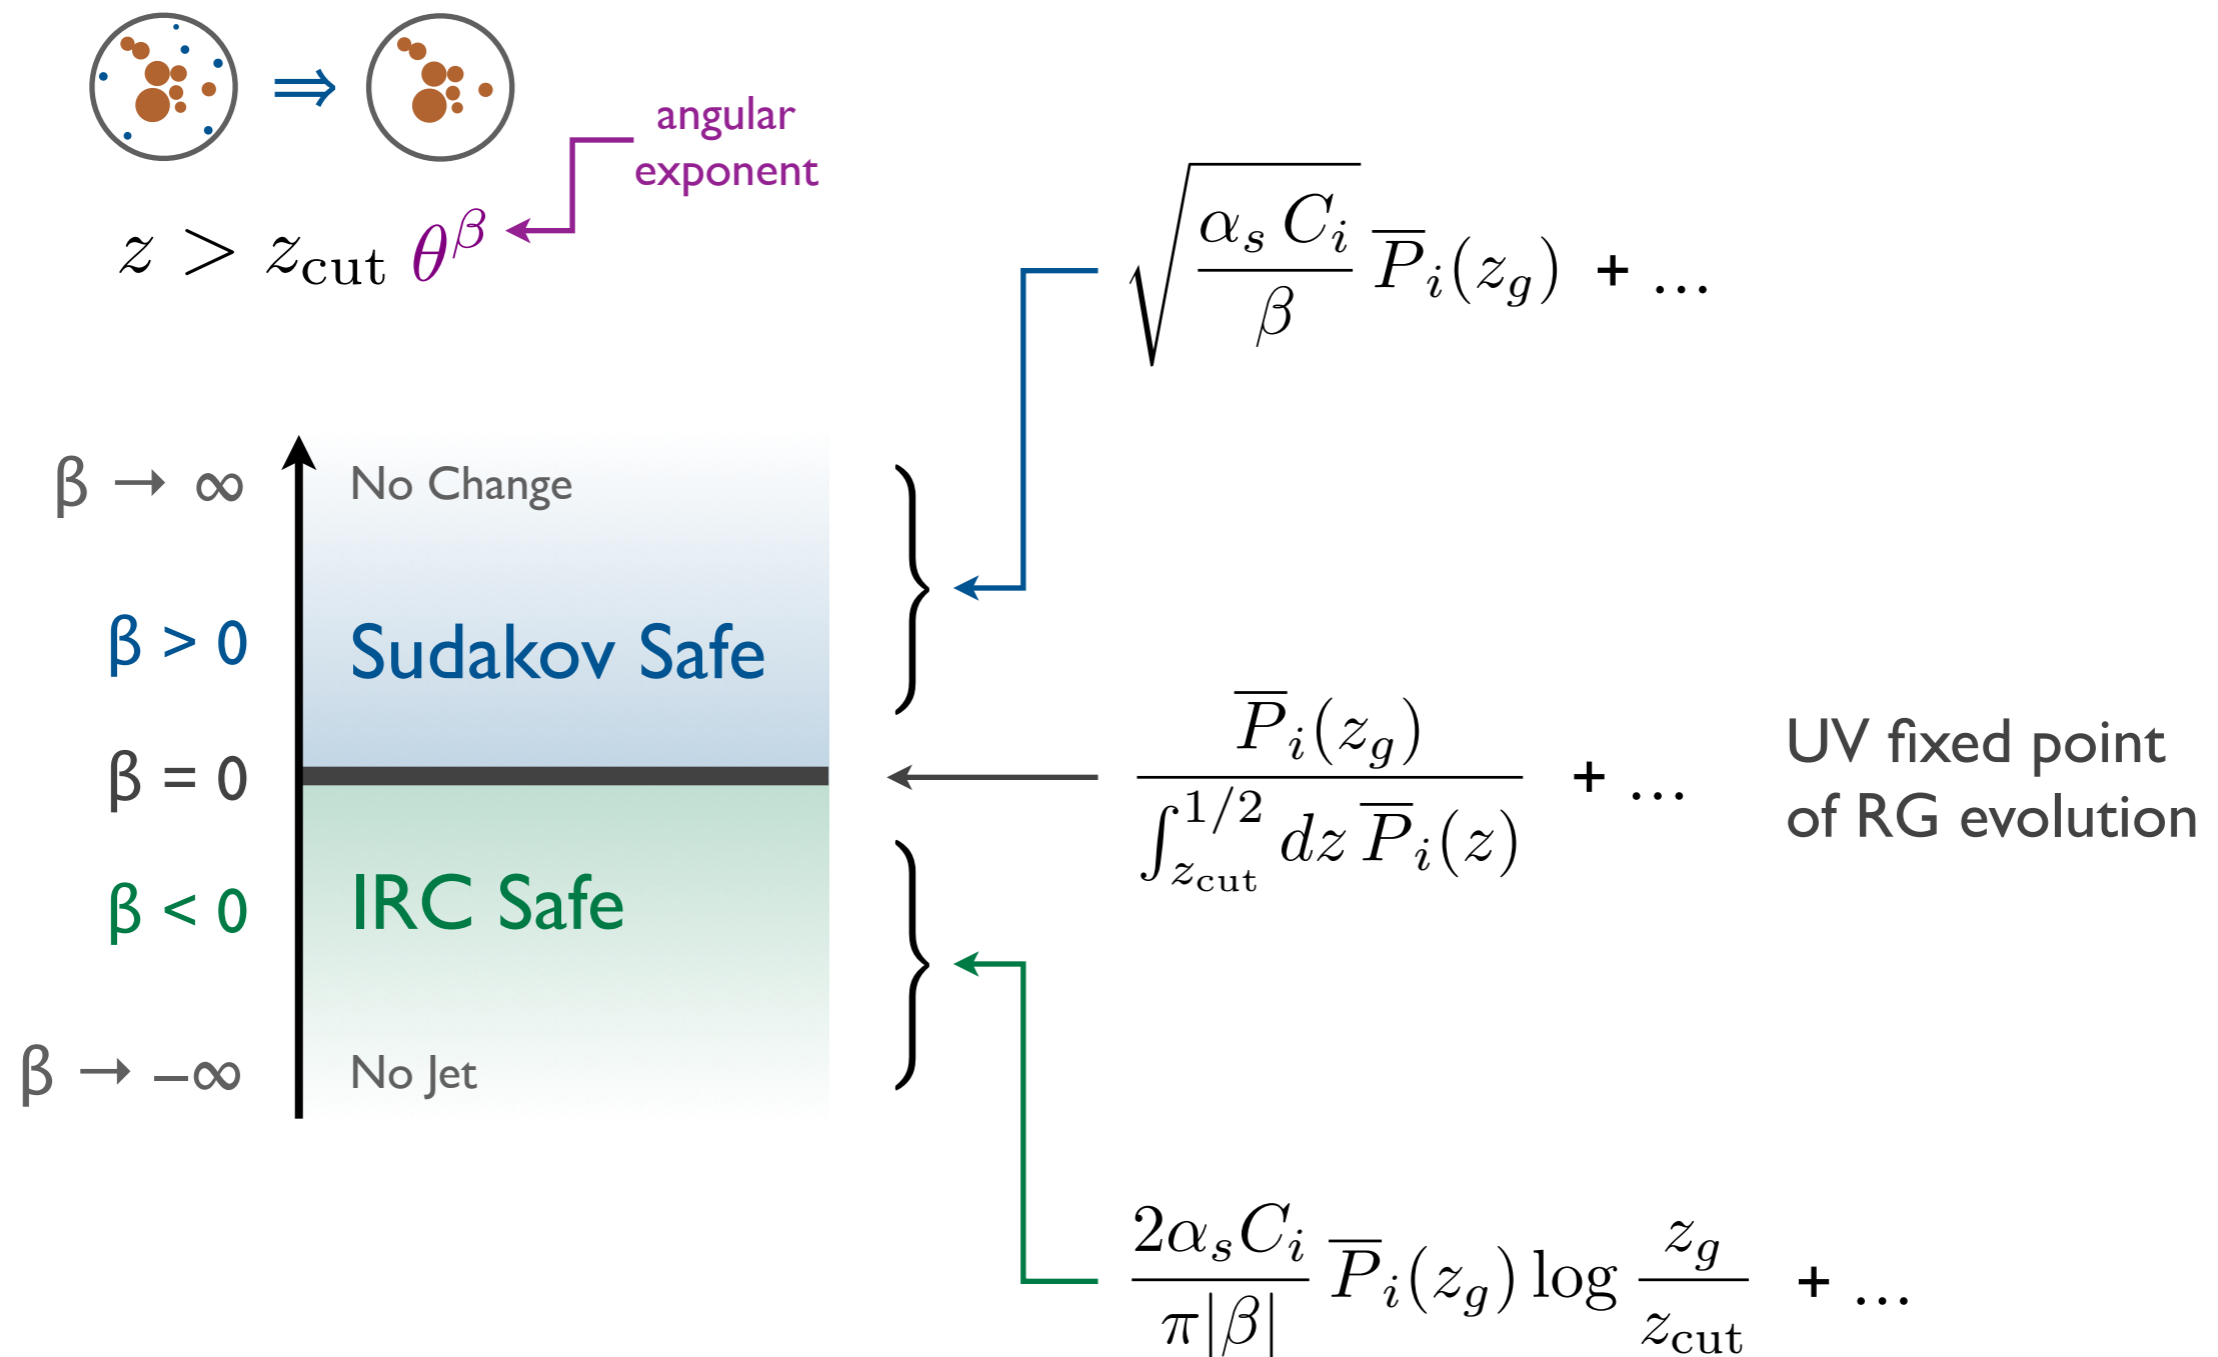 ⇒
angular
exponent
z > z_cut θ^β
√(α_s C_i / β) P̅_i(z_g) + ...
β → ∞
No Change
β > 0
Sudakov Safe
β = 0
P̅_i(z_g) / ∫_{z_cut}^{1/2} dz P̅_i(z) + ...
UV fixed point
of RG evolution
β < 0
IRC Safe
β → –∞
No Jet
2α_s C_i / π|β| P̅_i(z_g) log z_g / z_cut + ...